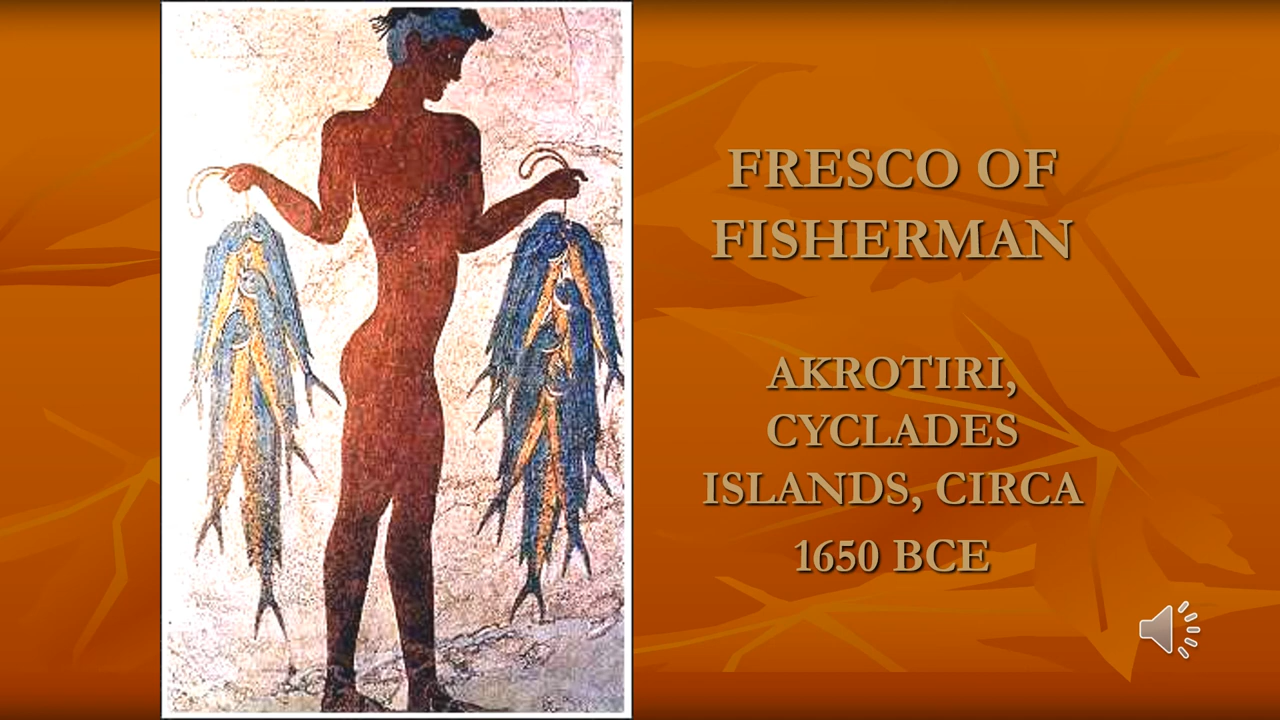 FRESCO OF
FISHERMAN
AKROTIRI,
CYCLADES
ISLANDS, CIRCA
1650 BCE